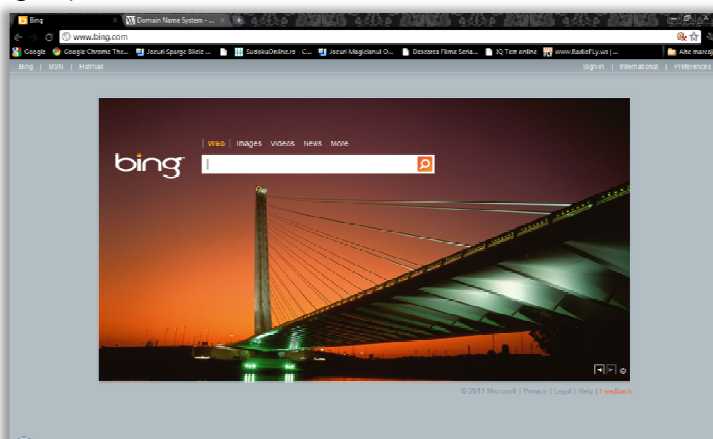 Bing
Domain Name System - ...
www.bing.com
Google
Google Chrome The...
Jocuri Sparge Bilele ...
SudokuOnline.ro C...
Jocuri Magicianul O...
Descarca Filme Seria...
IQ Test online
www.RadioFly.ws | ...
Alte marcaj
Bing | MSN | Hotmail
Sign in | International | Preferences
| Web | Images Videos News More
bing
© 2011 Microsoft | Privacy | Legal | Help | Feedback